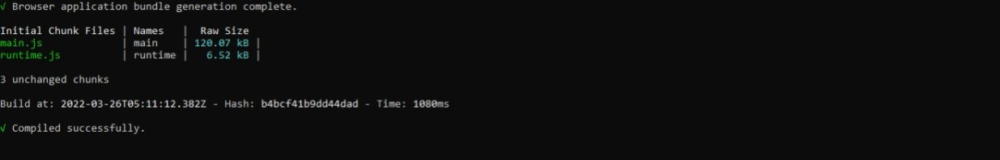 √ Browser application bundle generation complete.
Initial Chunk Files | Names   |  Raw Size
main.js             | main    | 120.07 kB |
runtime.js          | runtime |   6.52 kB |
3 unchanged chunks
Build at: 2022-03-26T05:11:12.382Z - Hash: b4bcf41b9dd44dad - Time: 1080ms
√ Compiled successfully.